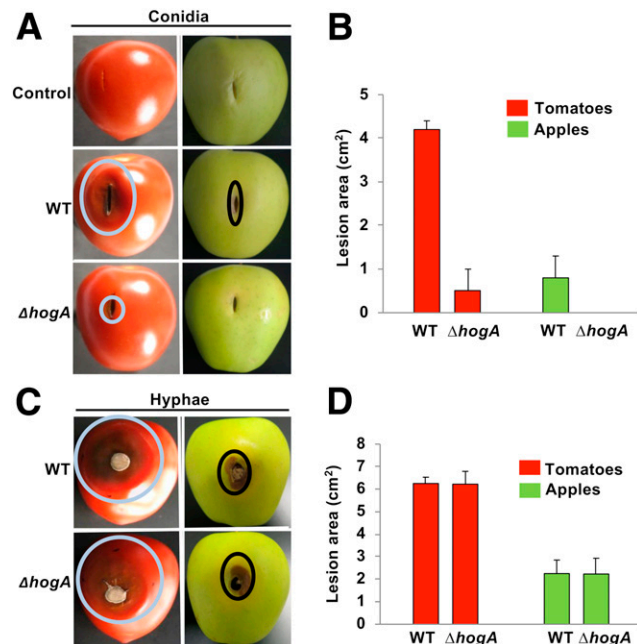 A
Conidia
Control
WT
ΔhogA
B
5
4
3
2
1
0
Lesion area (cm²)
Tomatoes
Apples
WT ΔhogA WT ΔhogA
C
Hyphae
WT
ΔhogA
D
8
7
6
5
4
3
2
1
0
Lesion area (cm²)
Tomatoes
Apples
WT ΔhogA WT ΔhogA